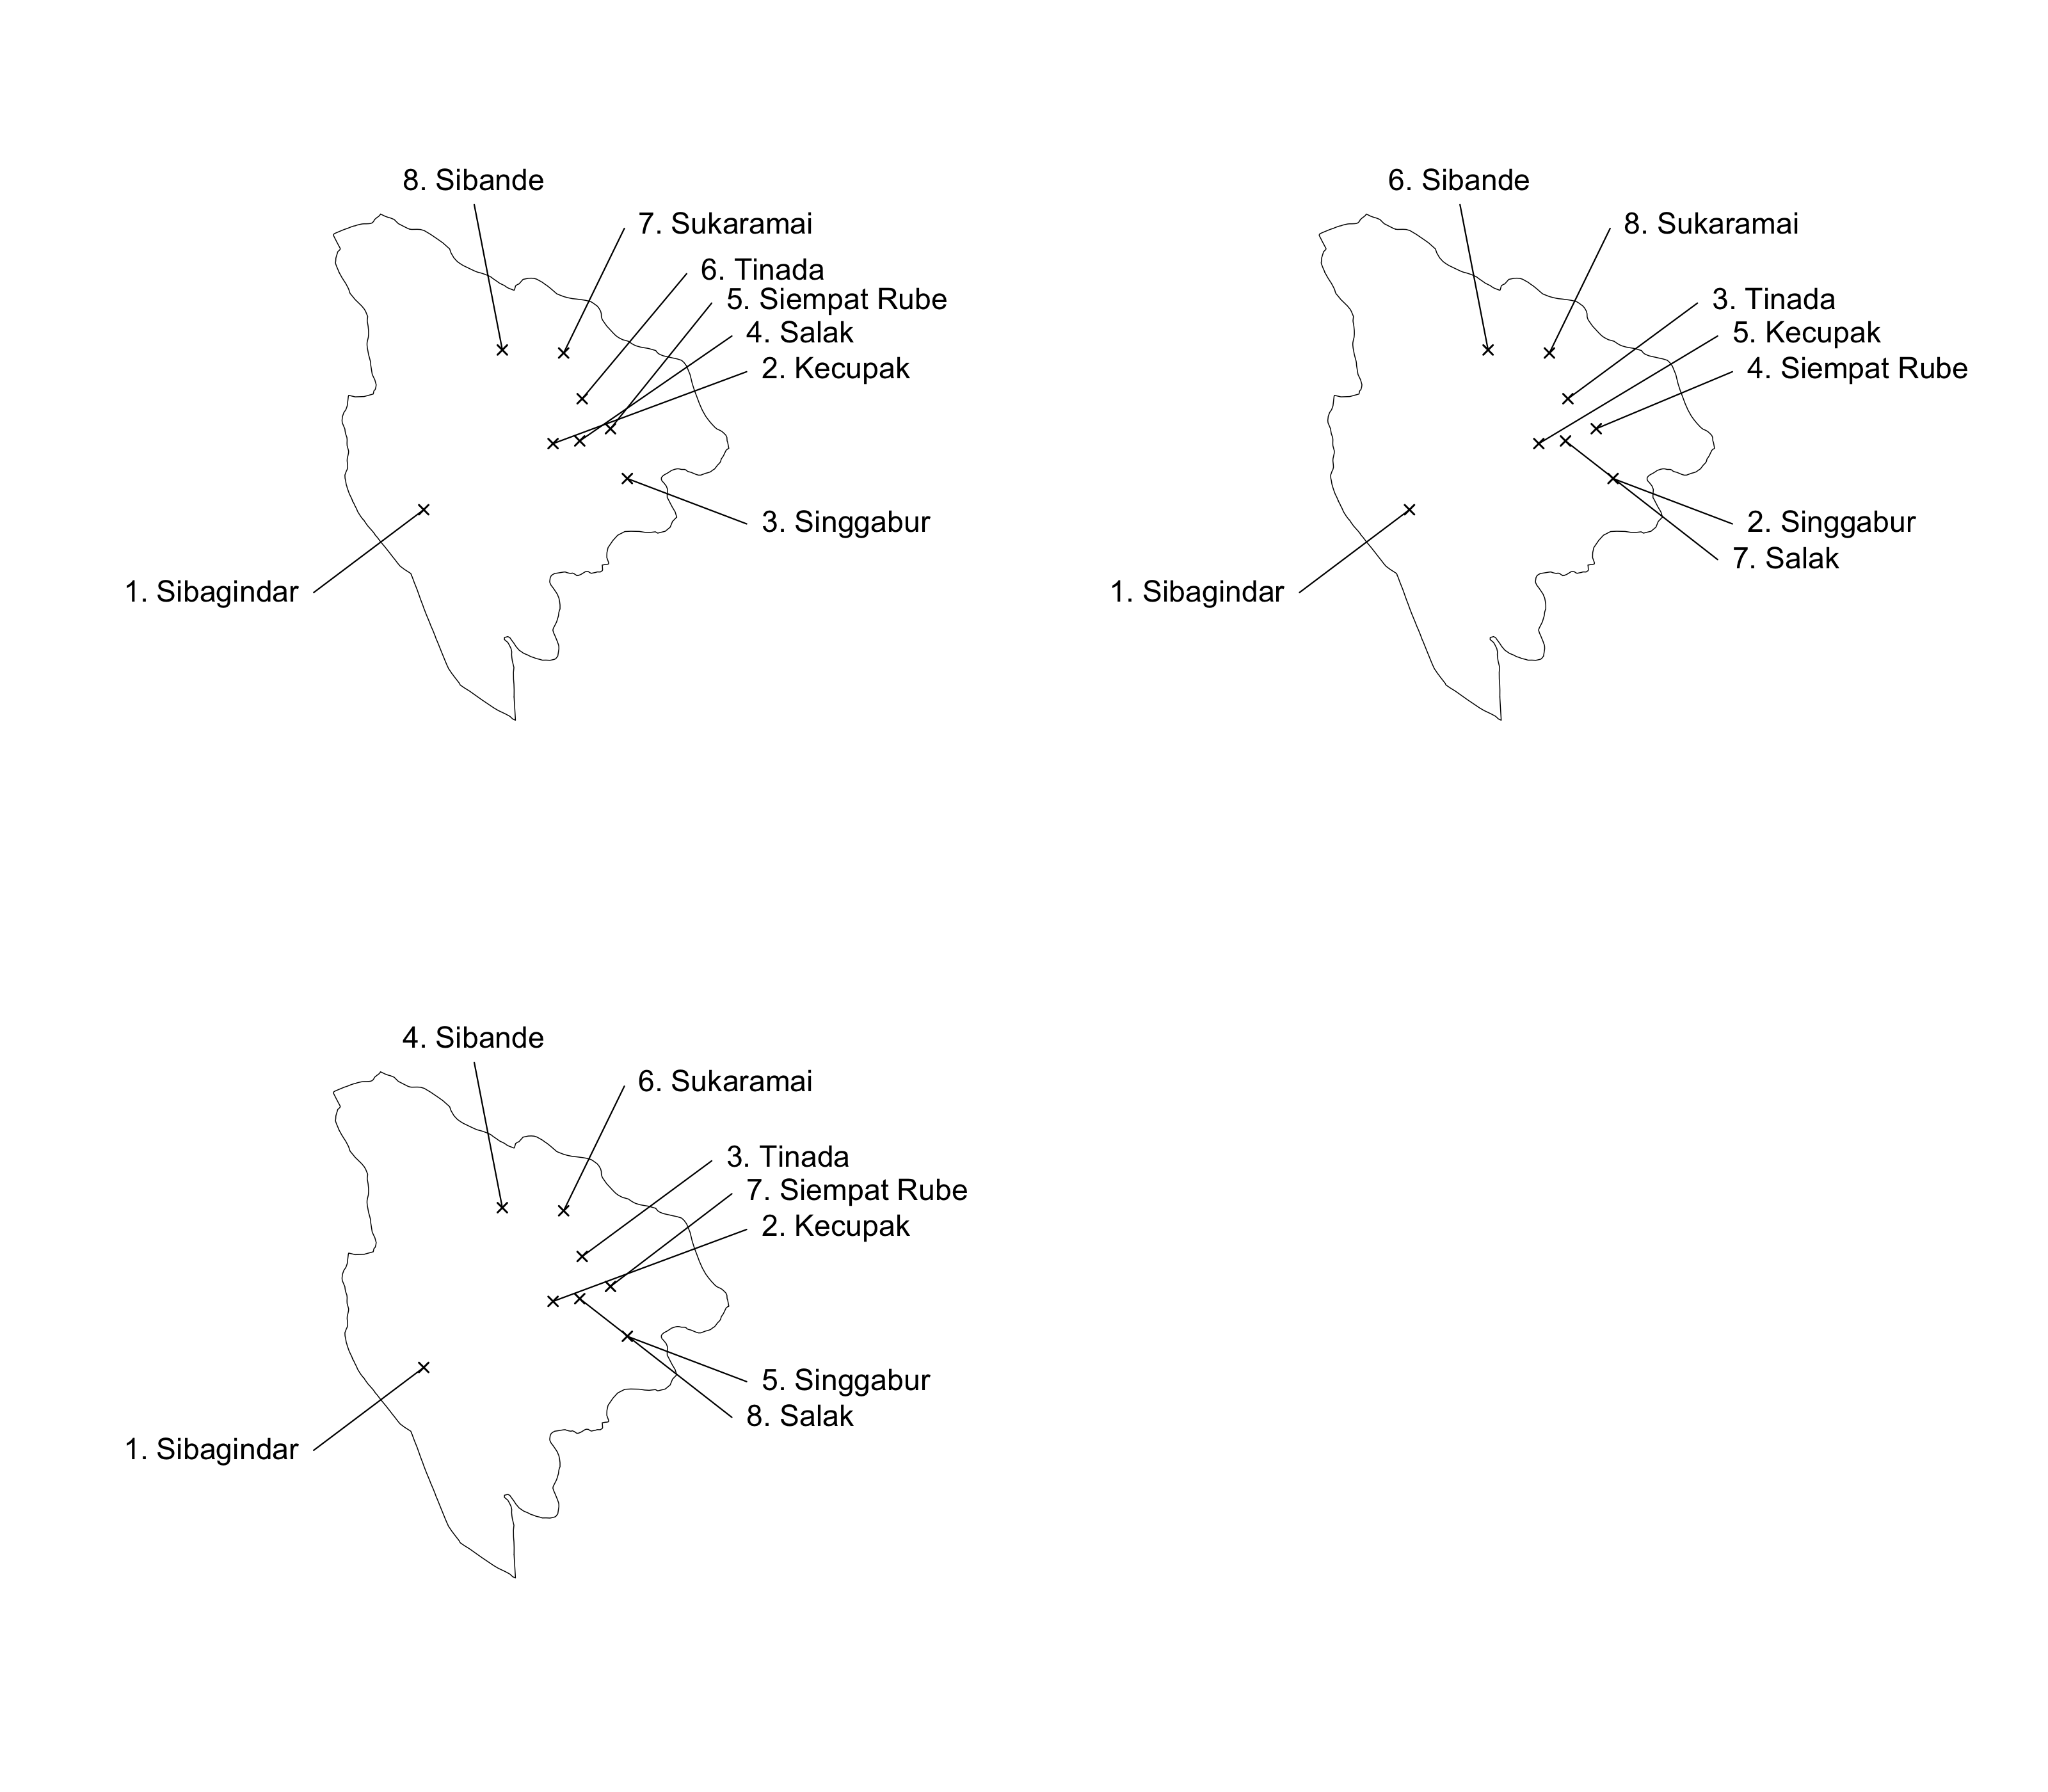 8. Sibande
7. Sukaramai
6. Tinada
5. Siempat Rube
4. Salak
2. Kecupak
3. Singgabur
1. Sibagindar
6. Sibande
8. Sukaramai
3. Tinada
5. Kecupak
4. Siempat Rube
2. Singgabur
7. Salak
1. Sibagindar
4. Sibande
6. Sukaramai
3. Tinada
7. Siempat Rube
2. Kecupak
5. Singgabur
8. Salak
1. Sibagindar